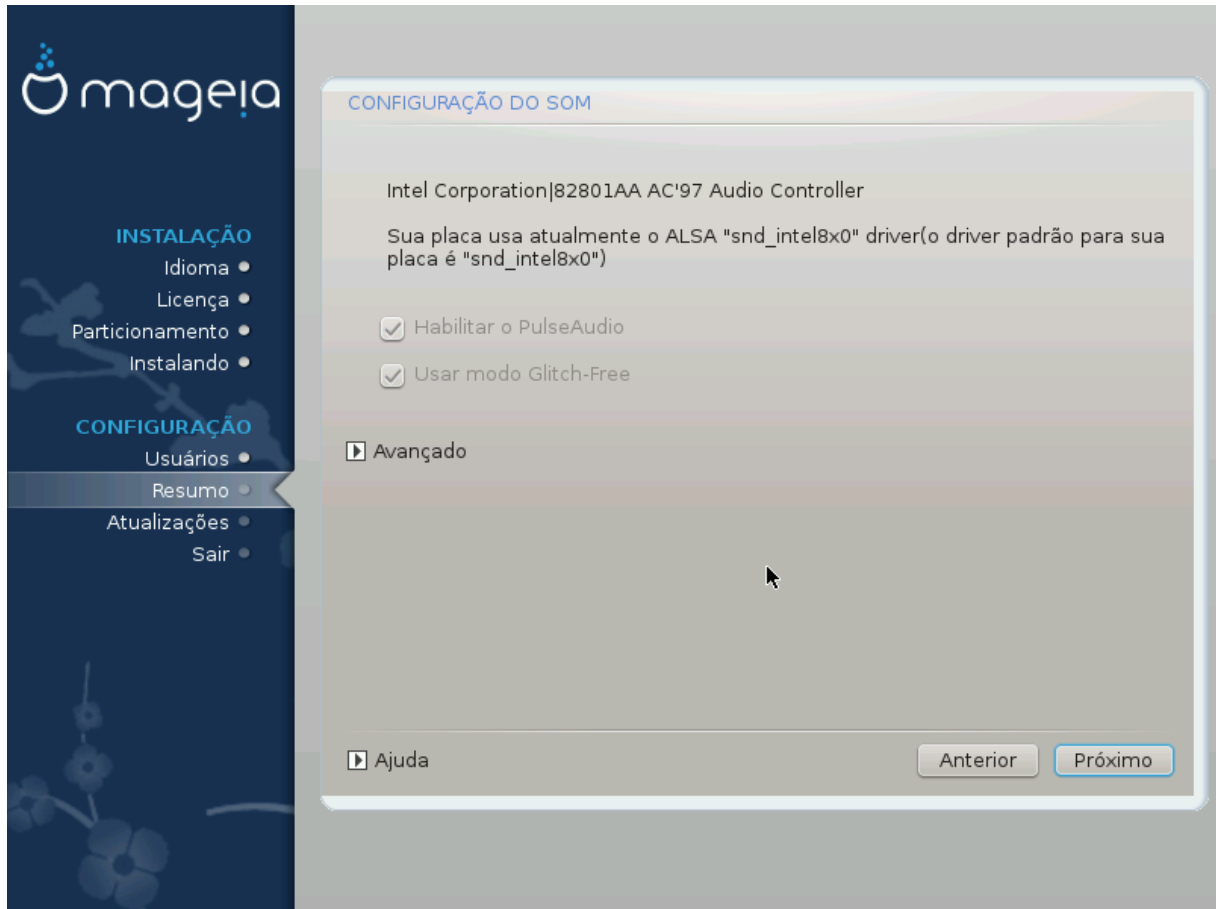 mageia
INSTALAÇÃO
Idioma
Licença
Particionamento
Instalando
CONFIGURAÇÃO
Usuários
Resumo
Atualizações
Sair
CONFIGURAÇÃO DO SOM
Intel Corporation|82801AA AC'97 Audio Controller
Sua placa usa atualmente o ALSA "snd_intel8x0" driver(o driver padrão para sua
placa é "snd_intel8x0")
Habilitar o PulseAudio
Usar modo Glitch-Free
Avançado
Ajuda
Anterior
Próximo